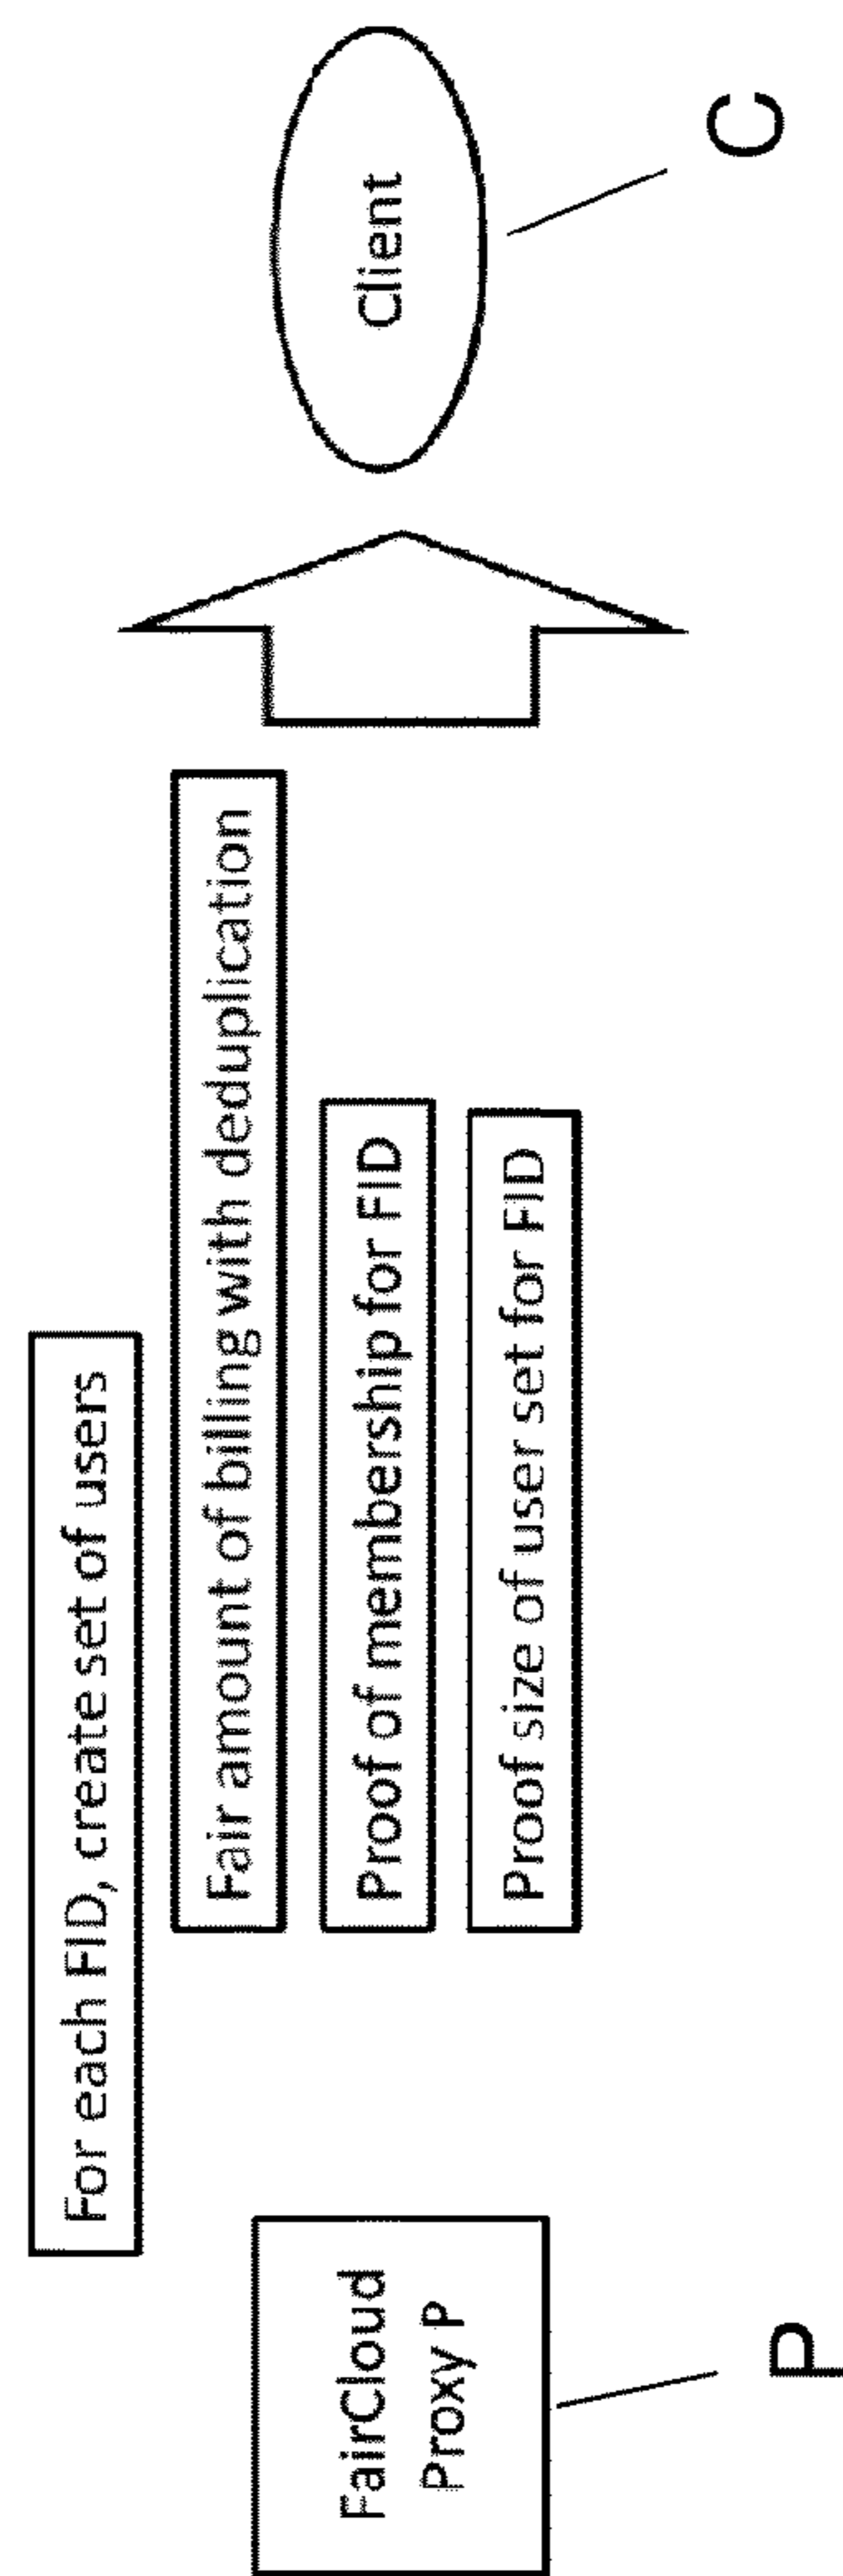 For each FID, create set of users
FairCloud
Proxy P
Fair amount of billing with deduplication
Proof of membership for FID
Proof size of user set for FID
Client
P
C